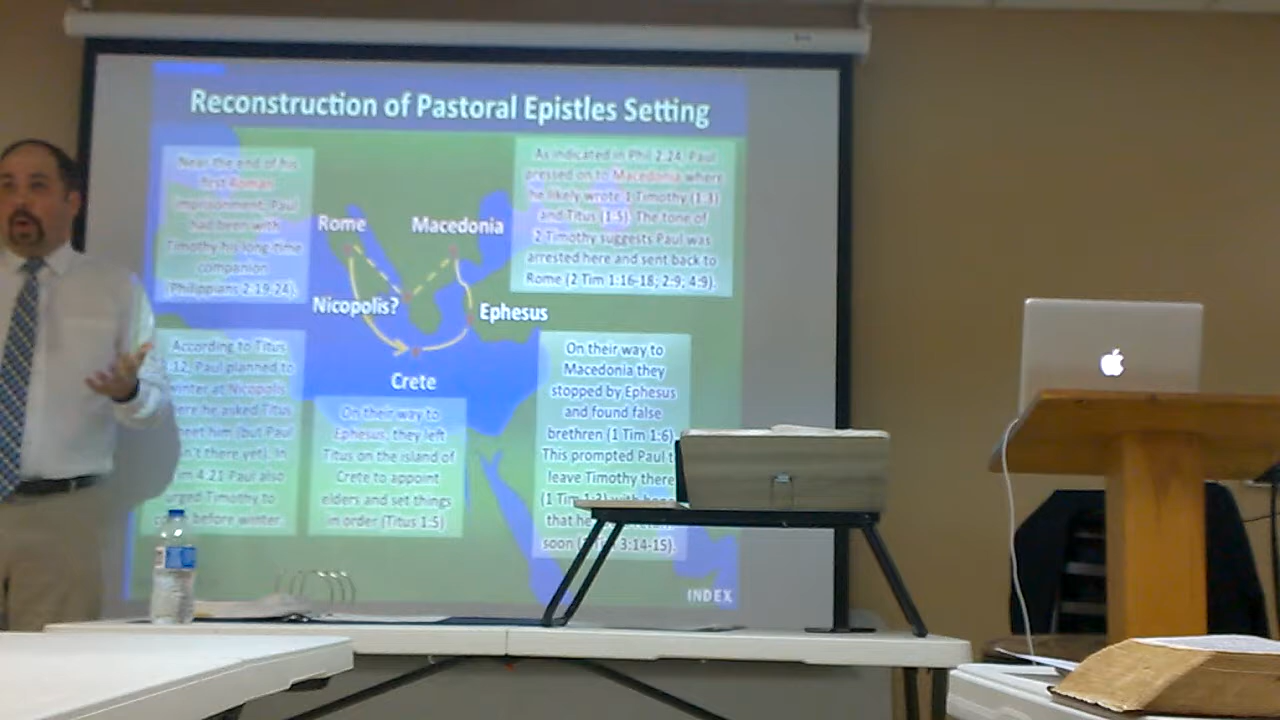 Reconstruction of Pastoral Epistles Setting
Near the end of his
first Roman
imprisonment, Paul
had been with
Timothy his long-time
companion
(Philippians 2:19-24).
As indicated in Phil 2:24, Paul
pressed on to Macedonia where
he likely wrote 1 Timothy (1:3)
and Titus (1:5). The tone of
2 Timothy suggests Paul was
arrested here and sent back to
Rome (2 Tim 1:16-18; 2:9; 4:9).
Rome
Macedonia
Nicopolis?
Ephesus
Crete
According to Titus
:12, Paul planned to
winter at Nicopolis
he asked Titus
meet him (but Paul
there yet). In
4:21 Paul also
urged Timothy to
before winter.
On their way to
Ephesus, they left
Titus on the island of
Crete to appoint
elders and set things
in order (Titus 1:5)
On their way to
Macedonia they
stopped by Ephesus
and found false
brethren (1 Tim 1:6)
This prompted Paul t
leave Timothy there
(1 Tim 1:3) with
that he
soon 3:14-15).
INDEX